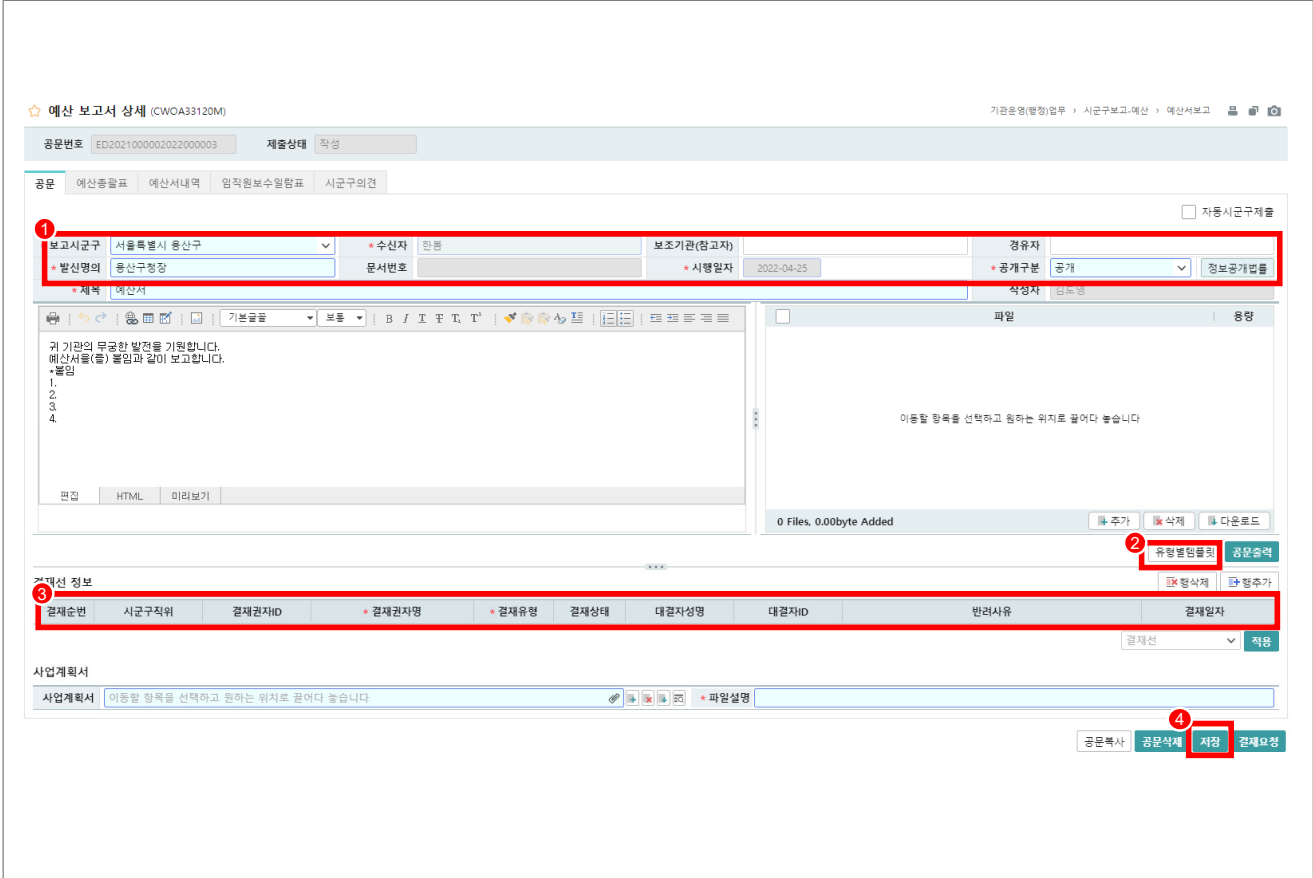 예산 보고서 상세 (CWOA33120M)
기관운영(행정)업무 › 시군구보고-예산 › 예산서보고
공문번호 ED2021000002022000003 제출상태 작성
공문 예산총괄표 예산서내역 임직원보수일람표 시군구의견
자동시군구제출
1
보고시군구 서울특별시 용산구 * 수신자 한봄 보조기관(참고자) 경유자
* 발신명의 용산구청장 문서번호 * 시행일자 2022-04-25 * 공개구분 공개 정보공개법률
* 제목 예산서 작성자 김도영
기본글꼴 보통
파일 용량
귀 기관의 무궁한 발전을 기원합니다.
예산서을(를) 붙임과 같이 보고합니다.
*붙임
1.
2.
3.
4.
이동할 항목을 선택하고 원하는 위치로 끌어다 놓습니다
편집 HTML 미리보기
0 Files, 0.00byte Added 추가 삭제 다운로드
2
유형별템플릿 공문출력
결재선 정보 행삭제 행추가
3
결재순번 시군구직위 결재권자ID * 결재권자명 * 결재유형 결재상태 대결자성명 대결자ID 반려사유 결재일자
결재선 적용
사업계획서
사업계획서 이동할 항목을 선택하고 원하는 위치로 끌어다 놓습니다 * 파일설명
4
공문복사 공문삭제 저장 결재요청